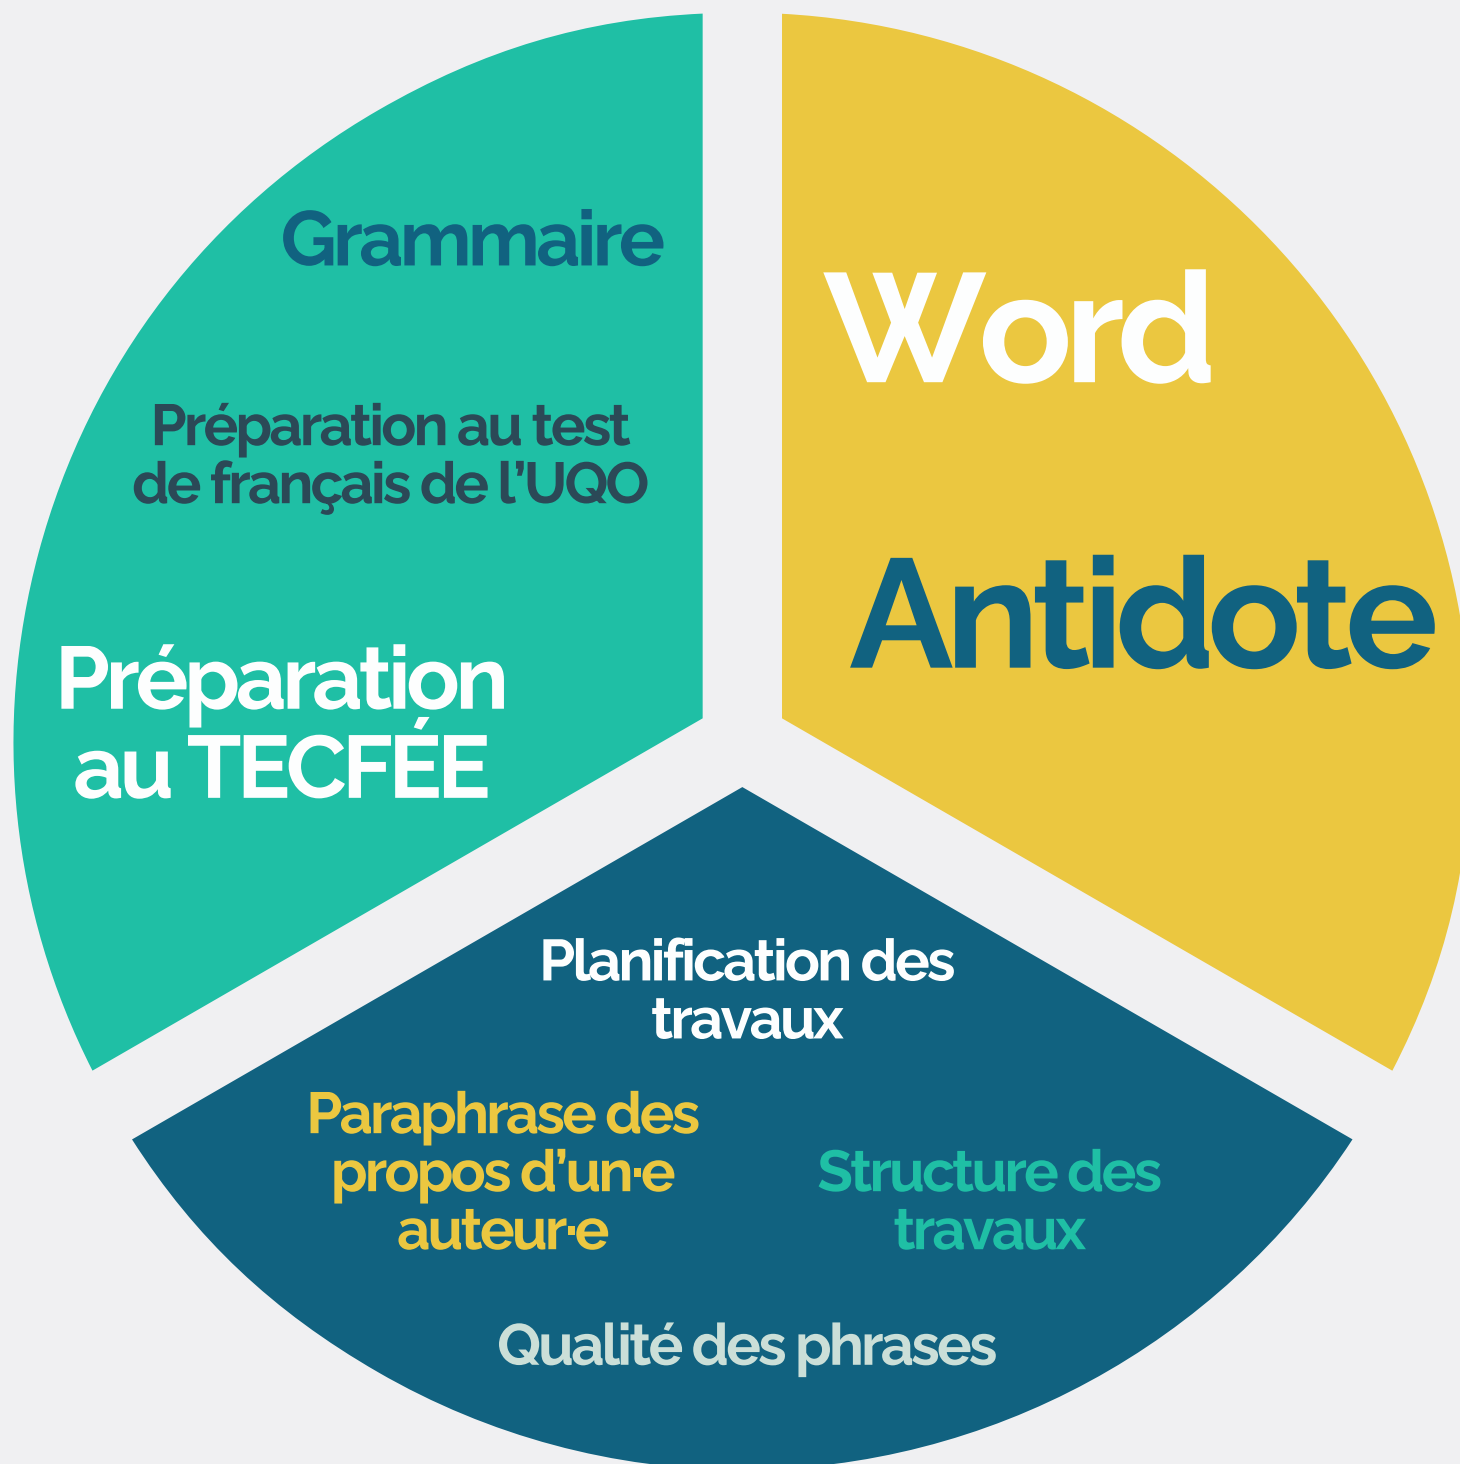 Grammaire
Préparation au test
de français de l’UQO
Préparation
au TECFÉE
Word
Antidote
Planification des
travaux
Paraphrase des
propos d’un·e
auteur·e
Structure des
travaux
Qualité des phrases